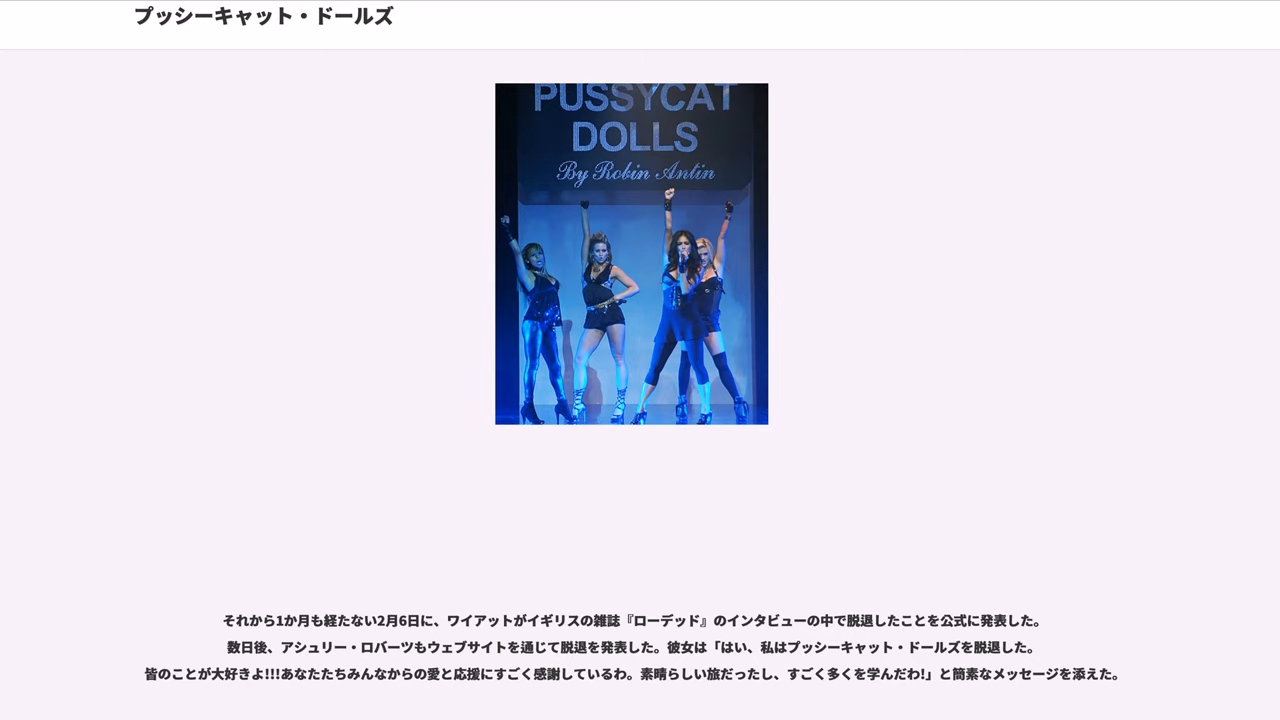 プッシーキャット・ドールズ
PUSSYCAT
DOLLS
By Robin Antin
それから1か月も経たない2月6日に、ワイアットがイギリスの雑誌『ローデッド』のインタビューの中で脱退したことを公式に発表した。
数日後、アシュリー・ロバーツもウェブサイトを通じて脱退を発表した。彼女は「はい、私はプッシーキャット・ドールズを脱退した。
皆のことが大好きよ!!!あなたたちみんなからの愛と応援にすごく感謝しているわ。素晴らしい旅だったし、すごく多くを学んだわ!」と簡素なメッセージを添えた。